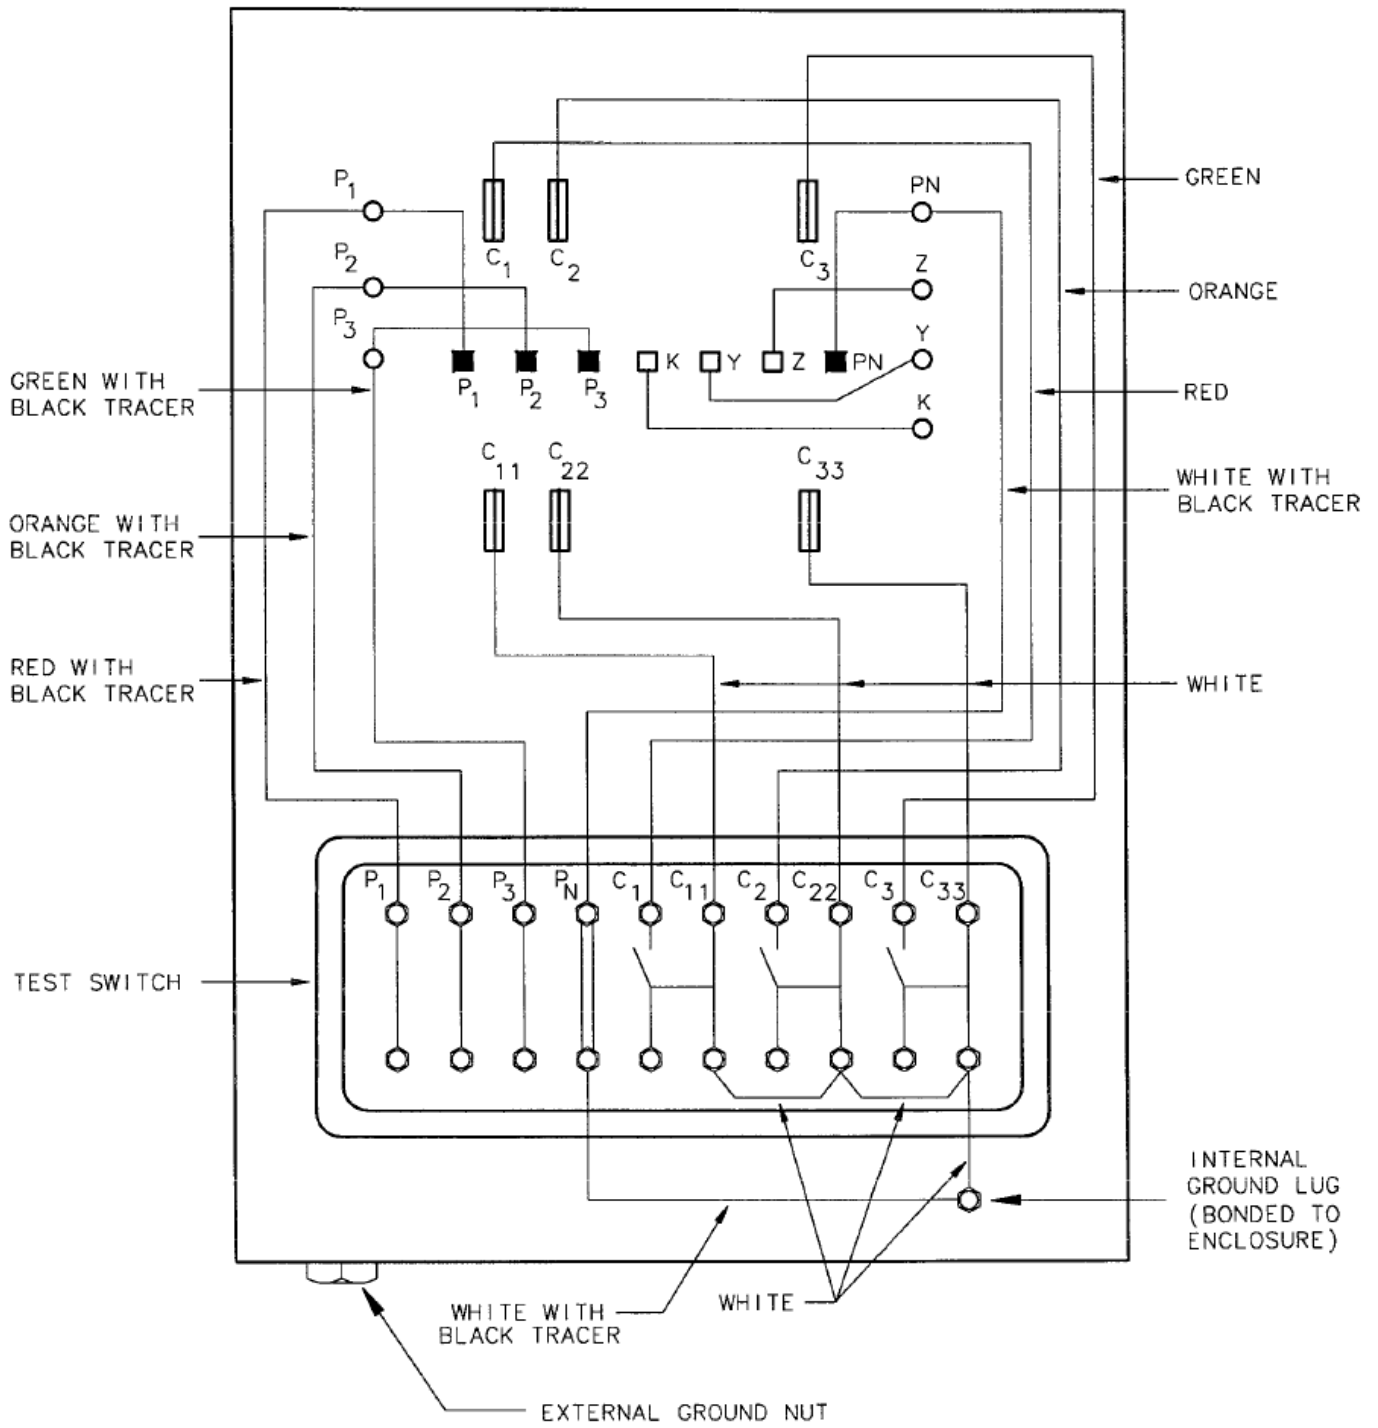 GREEN
P1
PN
P2
C1
C2
C3
Z
ORANGE
P3
Y
GREEN WITH
BLACK TRACER
P1
P2
P3
K
Y
Z
PN
K
RED
C11
C22
C33
WHITE WITH
BLACK TRACER
ORANGE WITH
BLACK TRACER
RED WITH
BLACK TRACER
WHITE
P1 P2 P3 PN C1 C11 C2 C22 C3 C33
TEST SWITCH
INTERNAL
GROUND LUG
(BONDED TO
ENCLOSURE)
WHITE WITH
BLACK TRACER
WHITE
EXTERNAL GROUND NUT